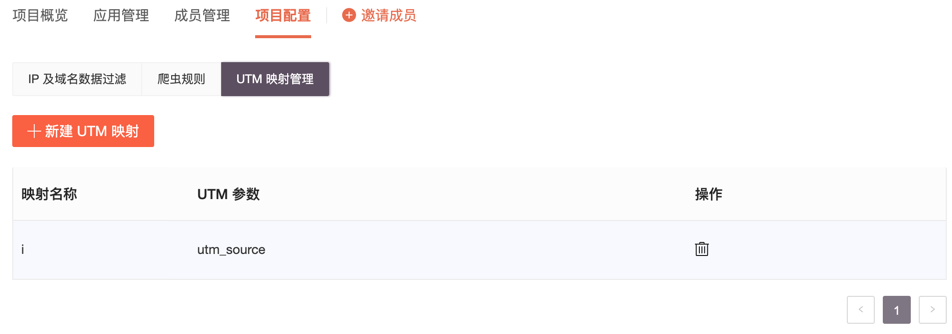 项目概览 应用管理 成员管理 项目配置 邀请成员
IP 及域名数据过滤 爬虫规则 UTM 映射管理
新建 UTM 映射
映射名称 UTM 参数 操作
i utm_source
1